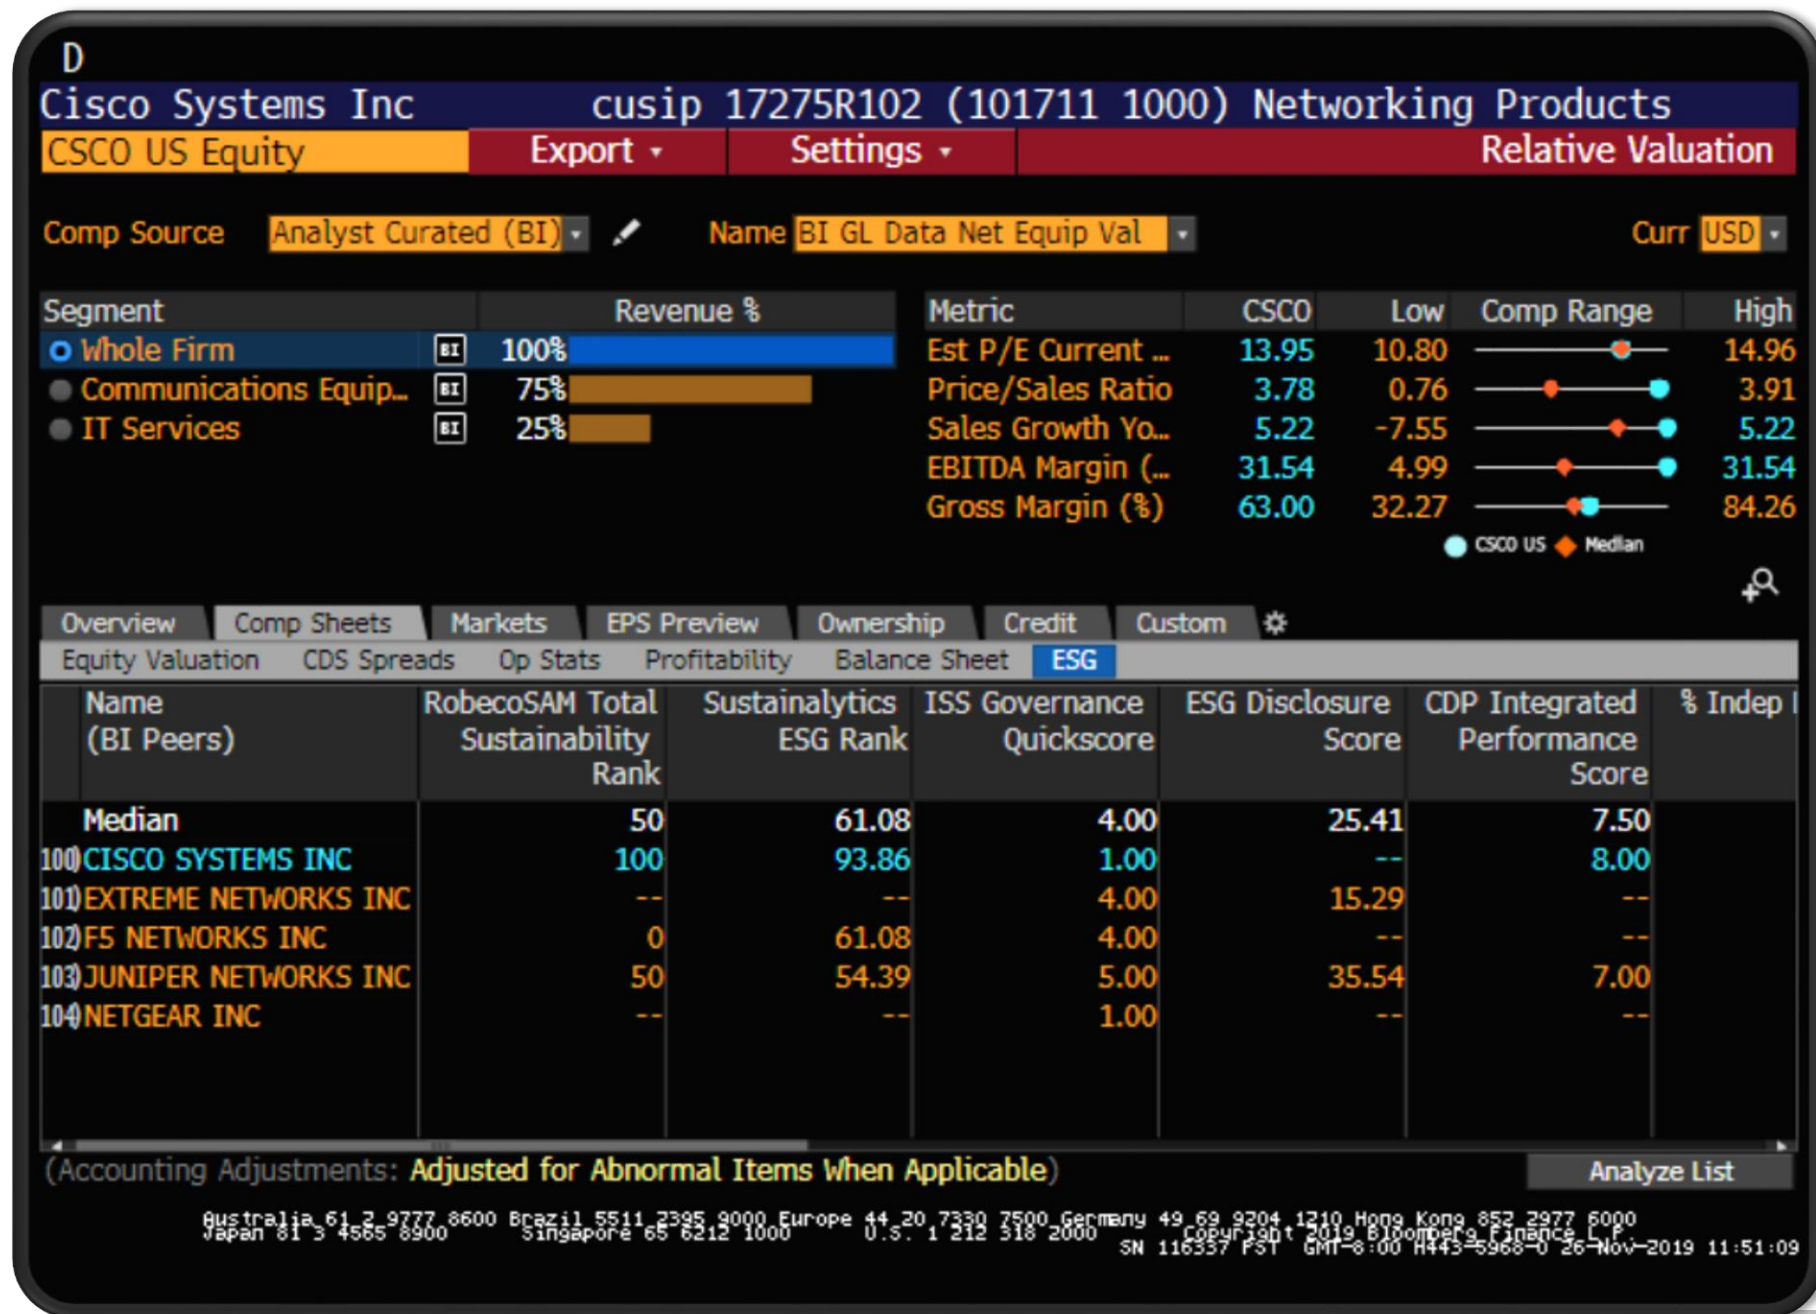 D
Cisco Systems Inc cusip 17275R102 (101711 1000) Networking Products
CSCO US Equity Export Settings Relative Valuation
Comp Source Analyst Curated (BI) Name BI GL Data Net Equip Val Curr USD
Segment Revenue % Metric CSCO Low Comp Range High
Whole Firm BI 100% Est P/E Current ... 13.95 10.80 14.96
Communications Equip... BI 75% Price/Sales Ratio 3.78 0.76 3.91
IT Services BI 25% Sales Growth Yo... 5.22 -7.55 5.22
EBITDA Margin (... 31.54 4.99 31.54
Gross Margin (%) 63.00 32.27 84.26
CSCO US Median
Overview Comp Sheets Markets EPS Preview Ownership Credit Custom
Equity Valuation CDS Spreads Op Stats Profitability Balance Sheet ESG
Name RobecoSAM Total Sustainalytics ISS Governance ESG Disclosure CDP Integrated % Indep
(BI Peers) Sustainability ESG Rank Quickscore Score Performance
Rank Score
Median 50 61.08 4.00 25.41 7.50
100) CISCO SYSTEMS INC 100 93.86 1.00 -- 8.00
101) EXTREME NETWORKS INC -- -- 4.00 15.29 --
102) F5 NETWORKS INC 0 61.08 4.00 -- --
103) JUNIPER NETWORKS INC 50 54.39 5.00 35.54 7.00
104) NETGEAR INC -- -- 1.00 -- --
(Accounting Adjustments: Adjusted for Abnormal Items When Applicable) Analyze List
Australia 61 2 9777 8600 Brazil 5511 2395 9000 Europe 44 20 7330 7500 Germany 49 69 9204 1210 Hong Kong 852 2977 6000
Japan 81 3 4565 8900 Singapore 65 6212 1000 U.S. 1 212 318 2000 Copyright 2019 Bloomberg Finance L.P.
SN 116337 PST GMT-8:00 H443-5968-0 26-Nov-2019 11:51:09